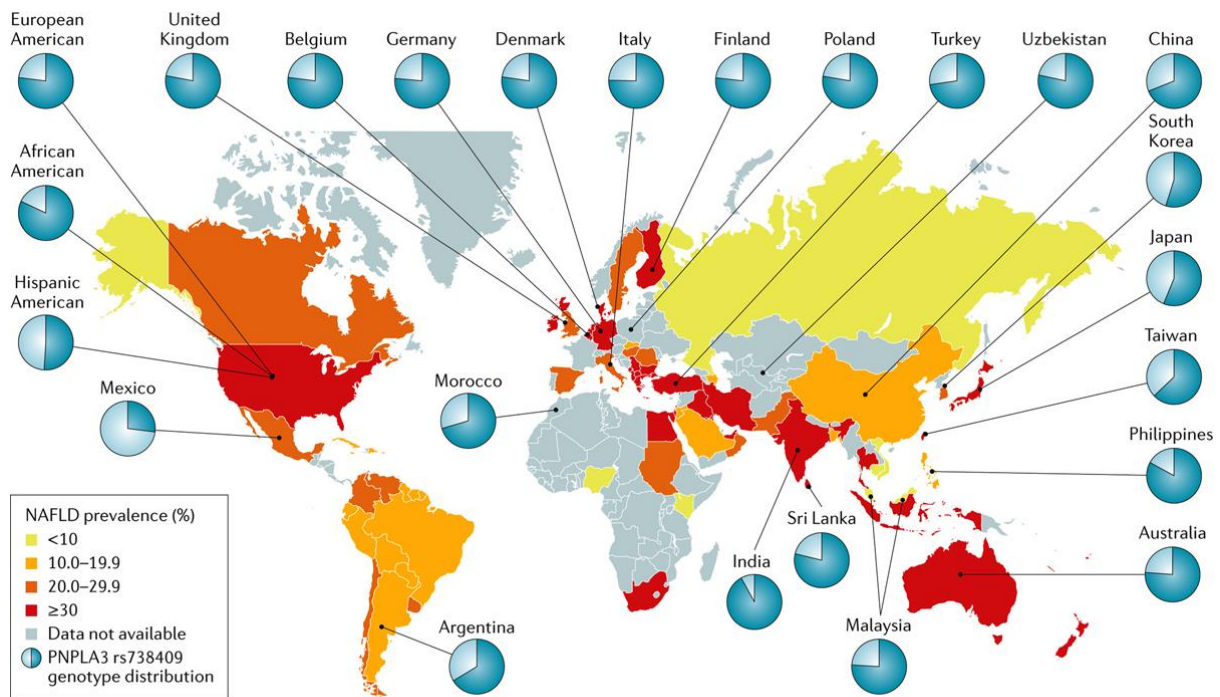 European
American
United
Kingdom
Belgium
Germany
Denmark
Italy
Finland
Poland
Turkey
Uzbekistan
China
South
Korea
African
American
Japan
Hispanic
American
Taiwan
Mexico
Morocco
Philippines
NAFLD prevalence (%)
<10
10.0–19.9
20.0–29.9
≥30
Data not available
PNPLA3 rs738409
genotype distribution
Sri Lanka
India
Australia
Argentina
Malaysia